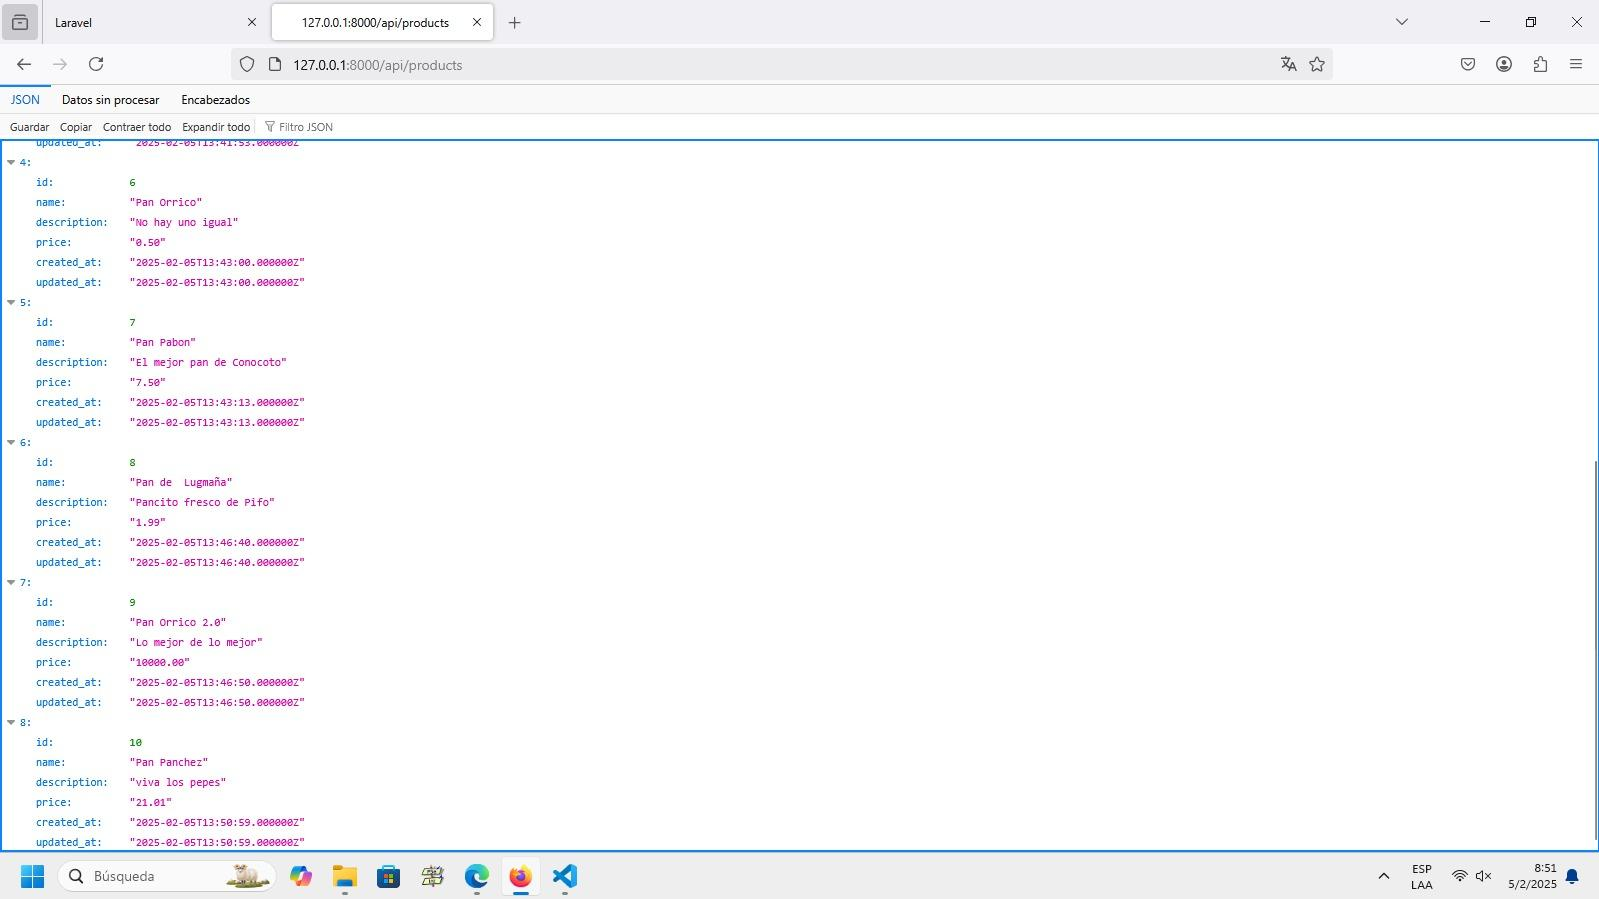 Laravel
127.0.0.1:8000/api/products
127.0.0.1:8000/api/products
JSON Datos sin procesar Encabezados
Guardar Copiar Contraer todo Expandir todo Filtro JSON
updated_at: "2025-02-05T13:41:53.000000Z"
4:
id: 6
name: "Pan Orrico"
description: "No hay uno igual"
price: "0.50"
created_at: "2025-02-05T13:43:00.000000Z"
updated_at: "2025-02-05T13:43:00.000000Z"
5:
id: 7
name: "Pan Pabon"
description: "El mejor pan de Conocoto"
price: "7.50"
created_at: "2025-02-05T13:43:13.000000Z"
updated_at: "2025-02-05T13:43:13.000000Z"
6:
id: 8
name: "Pan de  Lugmaña"
description: "Pancito fresco de Pifo"
price: "1.99"
created_at: "2025-02-05T13:46:40.000000Z"
updated_at: "2025-02-05T13:46:40.000000Z"
7:
id: 9
name: "Pan Orrico 2.0"
description: "Lo mejor de lo mejor"
price: "10000.00"
created_at: "2025-02-05T13:46:50.000000Z"
updated_at: "2025-02-05T13:46:50.000000Z"
8:
id: 10
name: "Pan Panchez"
description: "viva los pepes"
price: "21.01"
created_at: "2025-02-05T13:50:59.000000Z"
updated_at: "2025-02-05T13:50:59.000000Z"
Búsqueda
ESP
LAA
8:51
5/2/2025